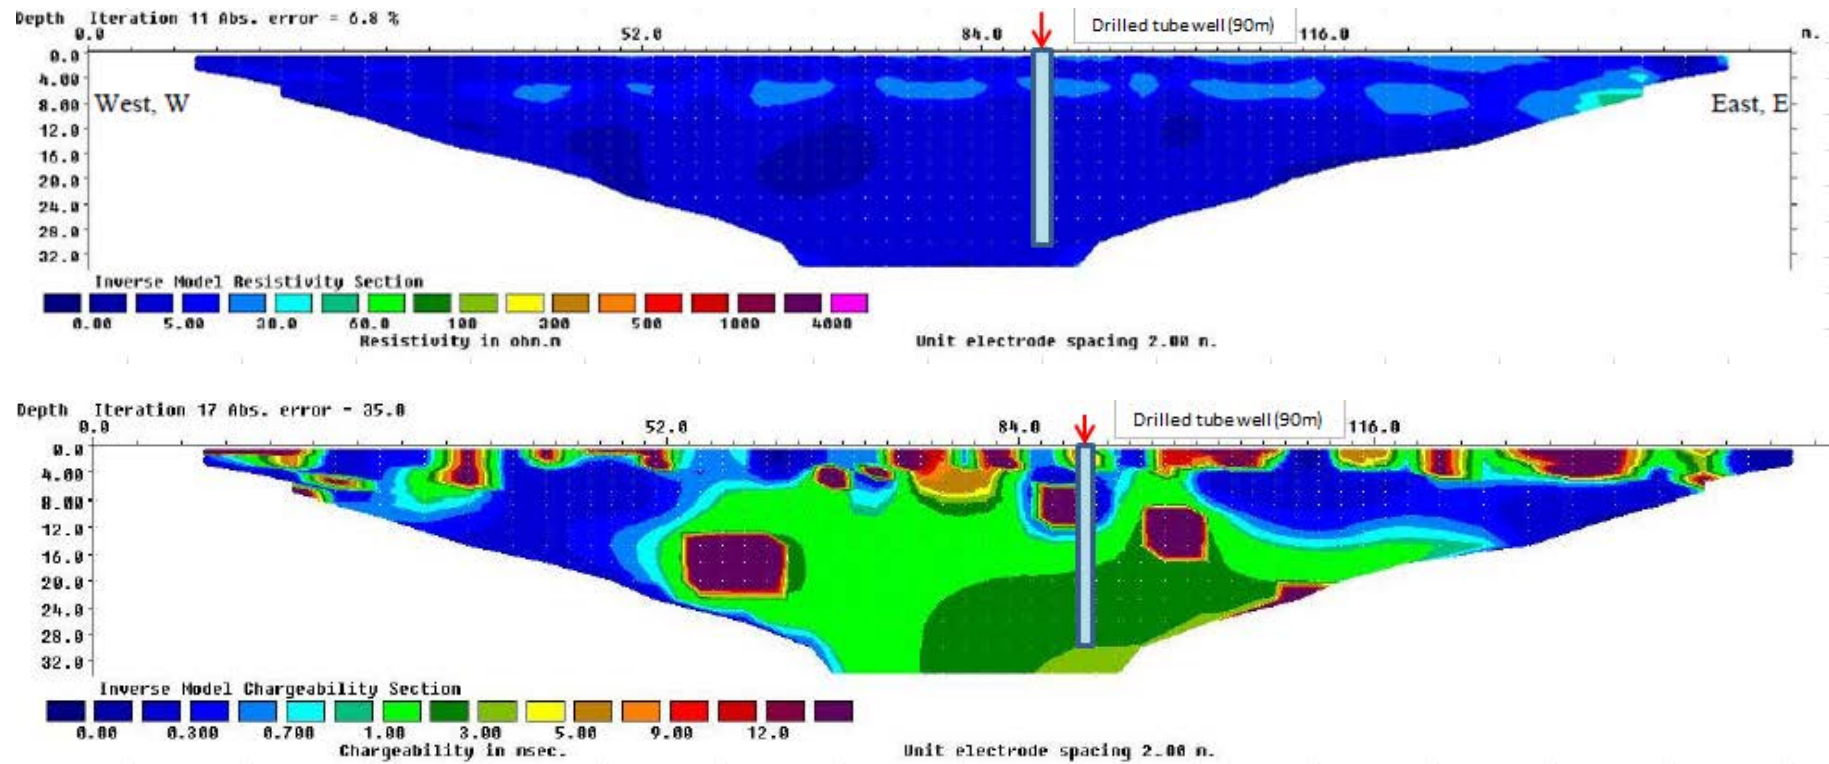 Depth Iteration 11 Abs. error = 6.8 %
Drilled tube well (90m)
0.0 52.0 84.0 116.0 m.
0.0
4.00
8.00
12.0
16.0
20.0
24.0
28.0
32.0
West, W
East, E
Inverse Model Resistivity Section
0.00 5.00 30.0 60.0 100 300 500 1000 4000
Resistivity in ohm.m
Unit electrode spacing 2.00 m.
Depth Iteration 17 Abs. error - 35.0
Drilled tube well (90m)
0.0 52.0 84.0 116.0
0.0
4.00
8.00
12.0
16.0
20.0
24.0
28.0
32.0
Inverse Model Chargeability Section
0.00 0.300 0.700 1.00 3.00 5.00 9.00 12.0
Chargeability in msec.
Unit electrode spacing 2.00 m.